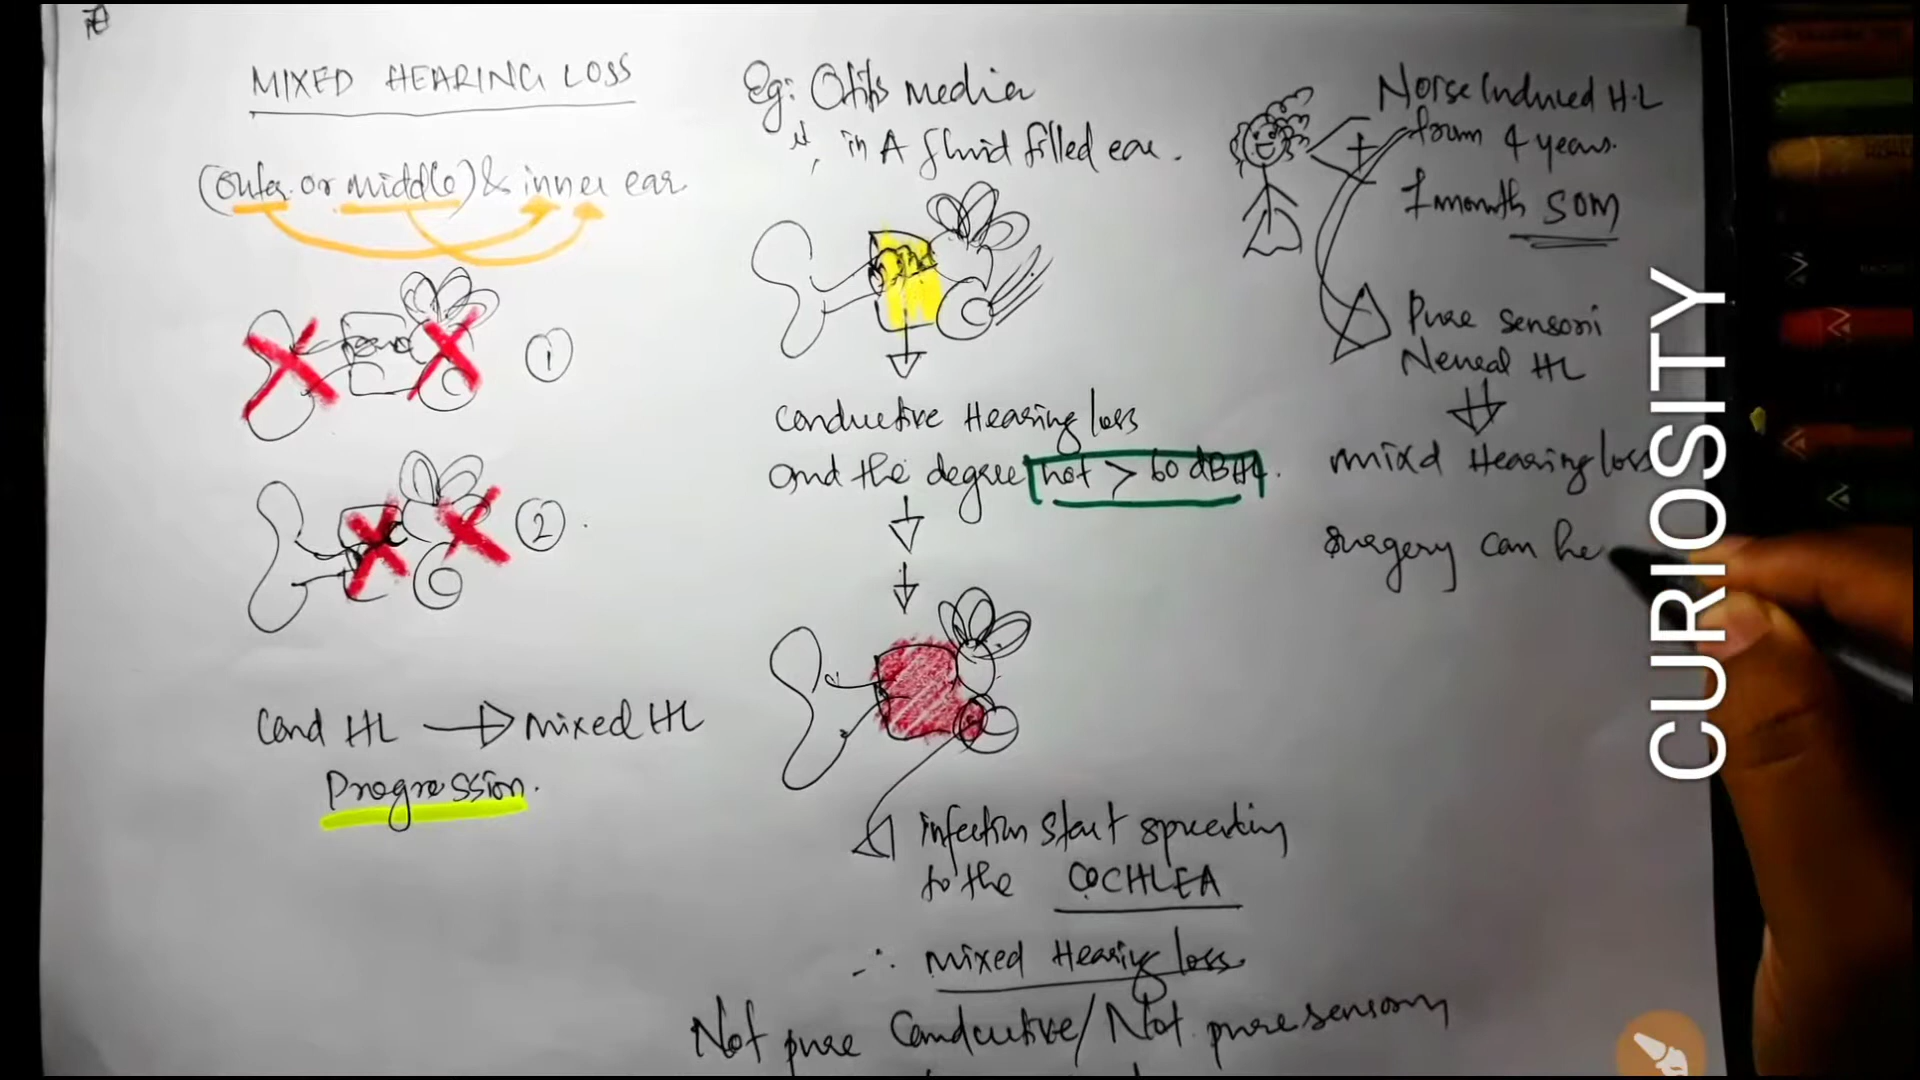 MIXED HEARING LOSS
(Outer or middle) & inner ear
1
2
Cond HL → mixed HL
Progression.
Eg: Otitis media
in A fluid filled ear.
Conductive Hearing loss
and the degree not > 60 dBHL.
infection start spreading
to the COCHLEA
∴ mixed Hearing loss
Not pure Conductive/Not pure sensory
Noise Induced H.L
from 4 years.
1 month SOM
Pure sensori
Neural HL
mixd Hearing loss
surgery can he
CURIOSITY